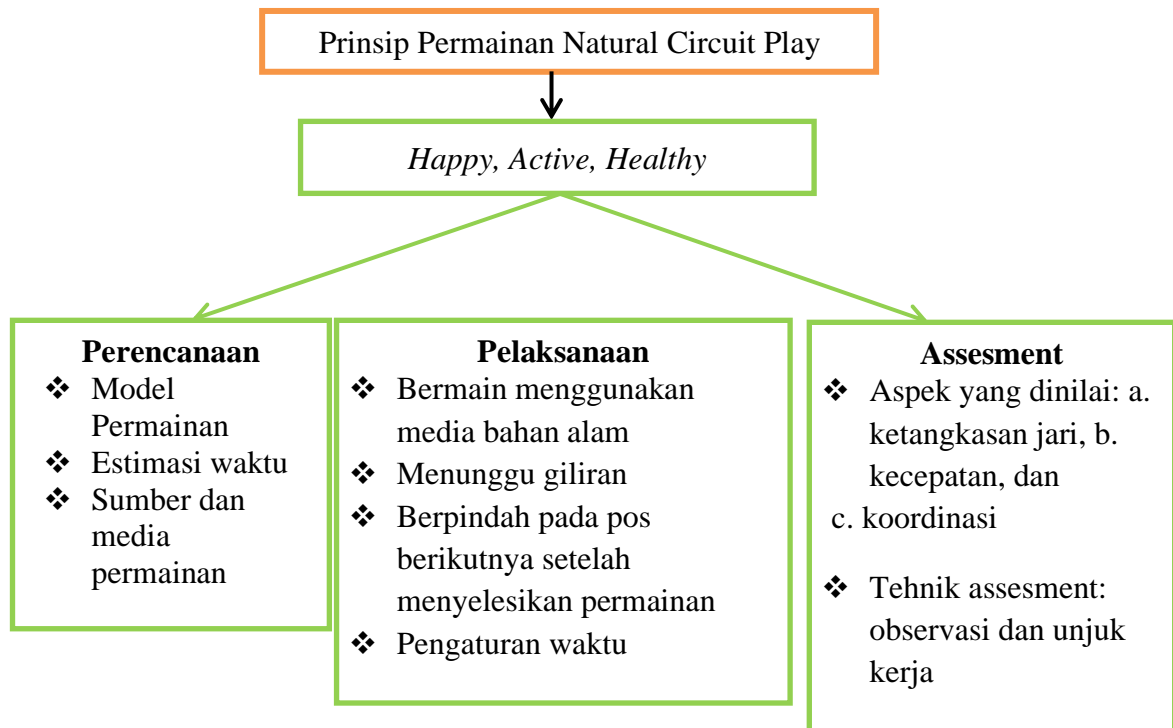 Prinsip Permainan Natural Circuit Play
Happy, Active, Healthy
Perencanaan
❖ Model
Permainan
❖ Estimasi waktu
❖ Sumber dan
media
permainan
Pelaksanaan
❖ Bermain menggunakan
media bahan alam
❖ Menunggu giliran
❖ Berpindah pada pos
berikutnya setelah
menyelesikan permainan
❖ Pengaturan waktu
Assesment
❖ Aspek yang dinilai: a.
ketangkasan jari, b.
kecepatan, dan
c. koordinasi
❖ Tehnik assesment:
observasi dan unjuk
kerja